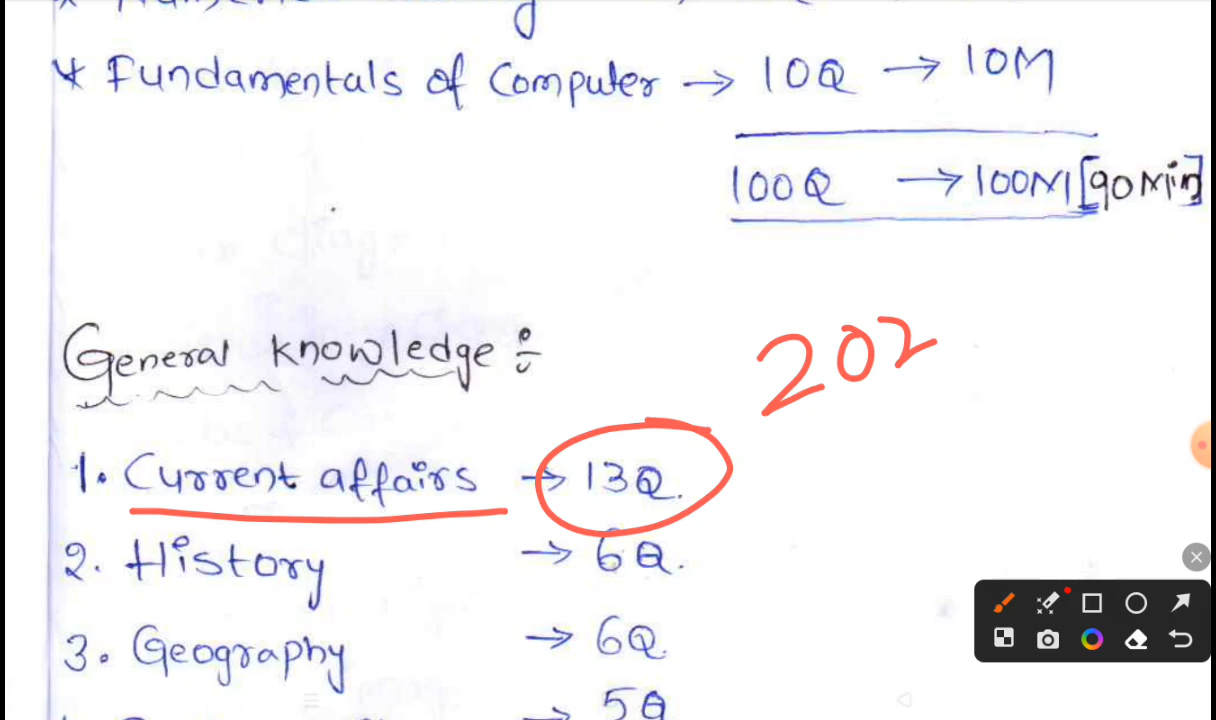 * Fundamentals of Computer → 10Q → 10M
100Q → 100M [90 Min]
General knowledge :-
202
1. Current affairs → 13Q.
2. History → 6Q.
3. Geography → 6Q.
→ 5Q